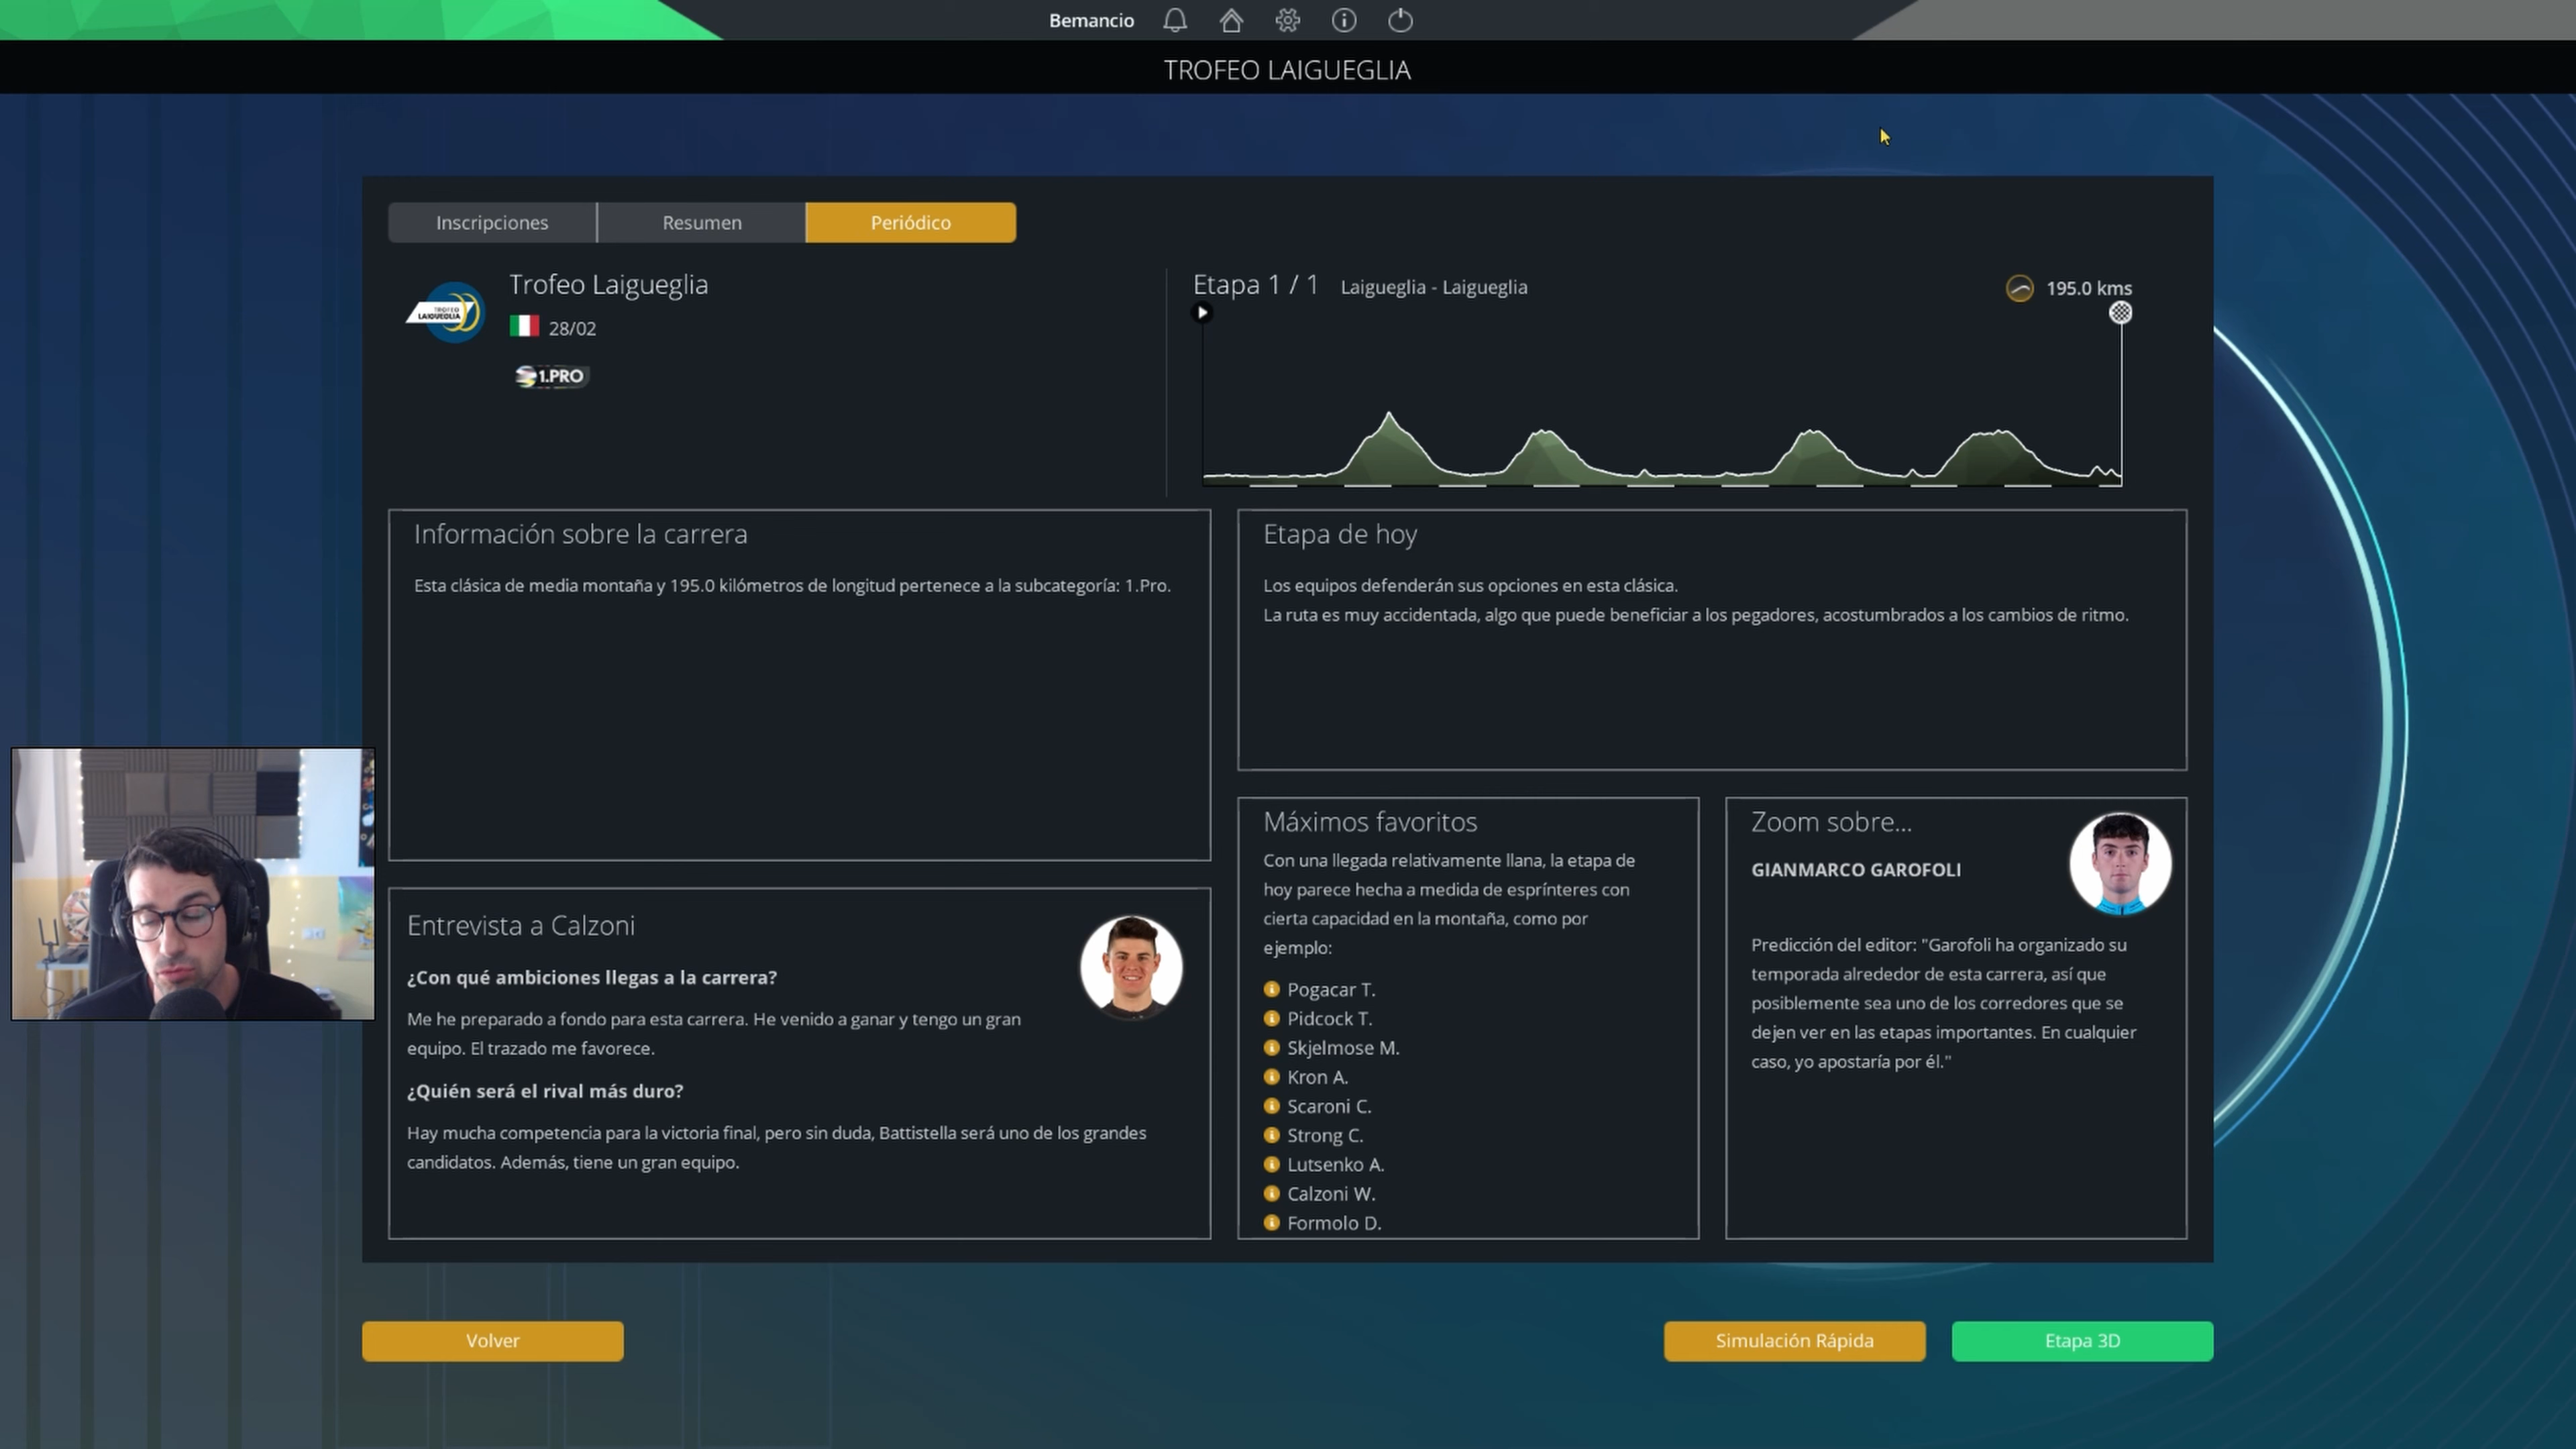 Bemancio
TROFEO LAIGUEGLIA
Inscripciones
Resumen
Periódico
TROFEO
LAIGUEGLIA
Trofeo Laigueglia
28/02
1.PRO
Etapa 1 / 1
Laigueglia - Laigueglia
195.0 kms
Información sobre la carrera
Esta clásica de media montaña y 195.0 kilómetros de longitud pertenece a la subcategoría: 1.Pro.
Etapa de hoy
Los equipos defenderán sus opciones en esta clásica.
La ruta es muy accidentada, algo que puede beneficiar a los pegadores, acostumbrados a los cambios de ritmo.
Entrevista a Calzoni
¿Con qué ambiciones llegas a la carrera?
Me he preparado a fondo para esta carrera. He venido a ganar y tengo un gran
equipo. El trazado me favorece.
¿Quién será el rival más duro?
Hay mucha competencia para la victoria final, pero sin duda, Battistella será uno de los grandes
candidatos. Además, tiene un gran equipo.
Máximos favoritos
Con una llegada relativamente llana, la etapa de
hoy parece hecha a medida de esprínteres con
cierta capacidad en la montaña, como por
ejemplo:
Pogacar T.
Pidcock T.
Skjelmose M.
Kron A.
Scaroni C.
Strong C.
Lutsenko A.
Calzoni W.
Formolo D.
Zoom sobre...
GIANMARCO GAROFOLI
Predicción del editor: "Garofoli ha organizado su
temporada alrededor de esta carrera, así que
posiblemente sea uno de los corredores que se
dejen ver en las etapas importantes. En cualquier
caso, yo apostaría por él."
Volver
Simulación Rápida
Etapa 3D